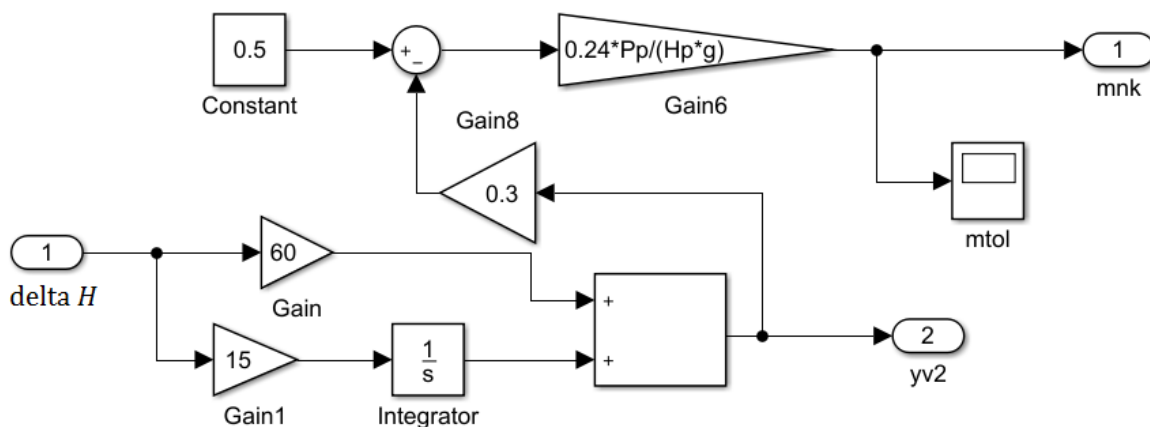 0.5
+
−
0.24*Pp/(Hp*g)
1
Constant
Gain6
mnk
Gain8
0.3
mtol
1
60
delta H
Gain
+
15
1
s
+
2
yv2
Gain1
Integrator